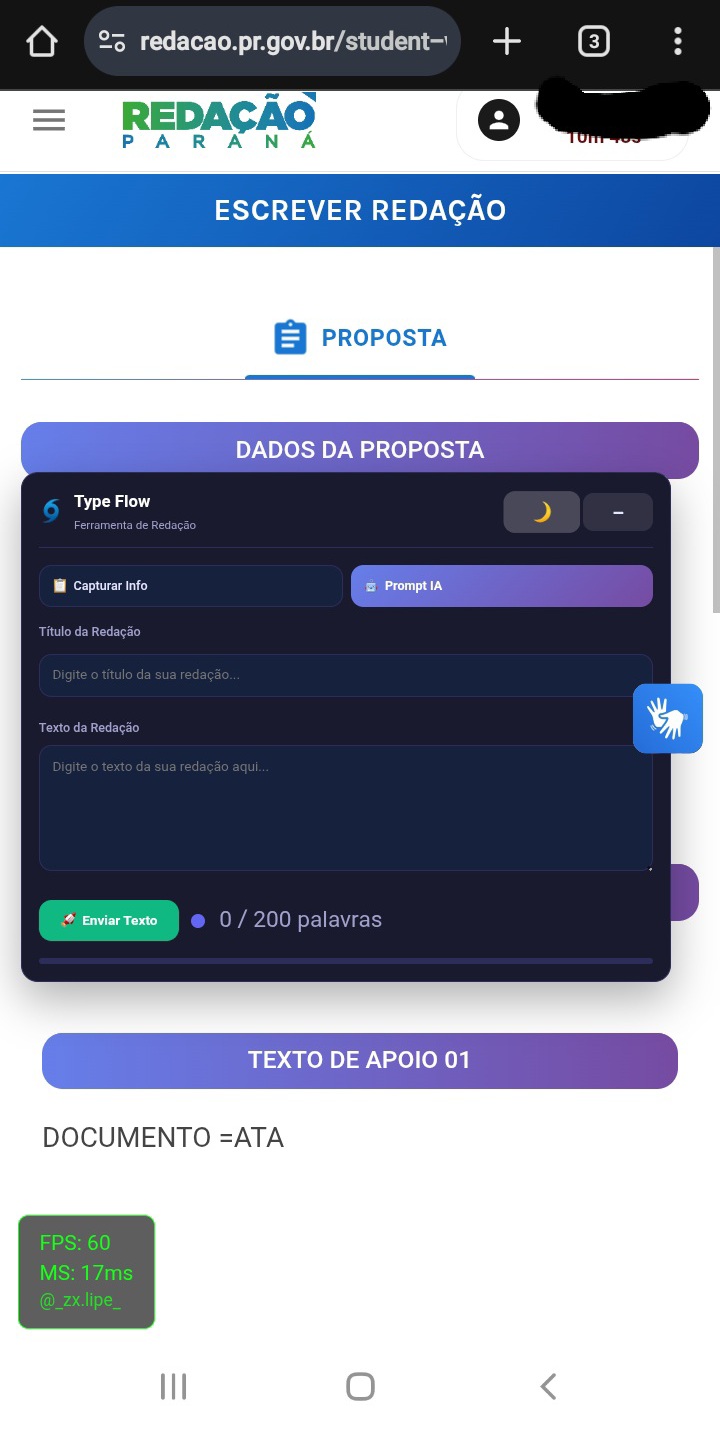 redacao.pr.gov.br/student-
3
REDAÇÃO
PARANÁ
ESCREVER REDAÇÃO
PROPOSTA
DADOS DA PROPOSTA
Type Flow
Ferramenta de Redação
Capturar Info
Prompt IA
Título da Redação
Digite o título da sua redação...
Texto da Redação
Digite o texto da sua redação aqui...
Enviar Texto
0 / 200 palavras
TEXTO DE APOIO 01
DOCUMENTO =ATA
FPS: 60
MS: 17ms
@_zx.lipe_